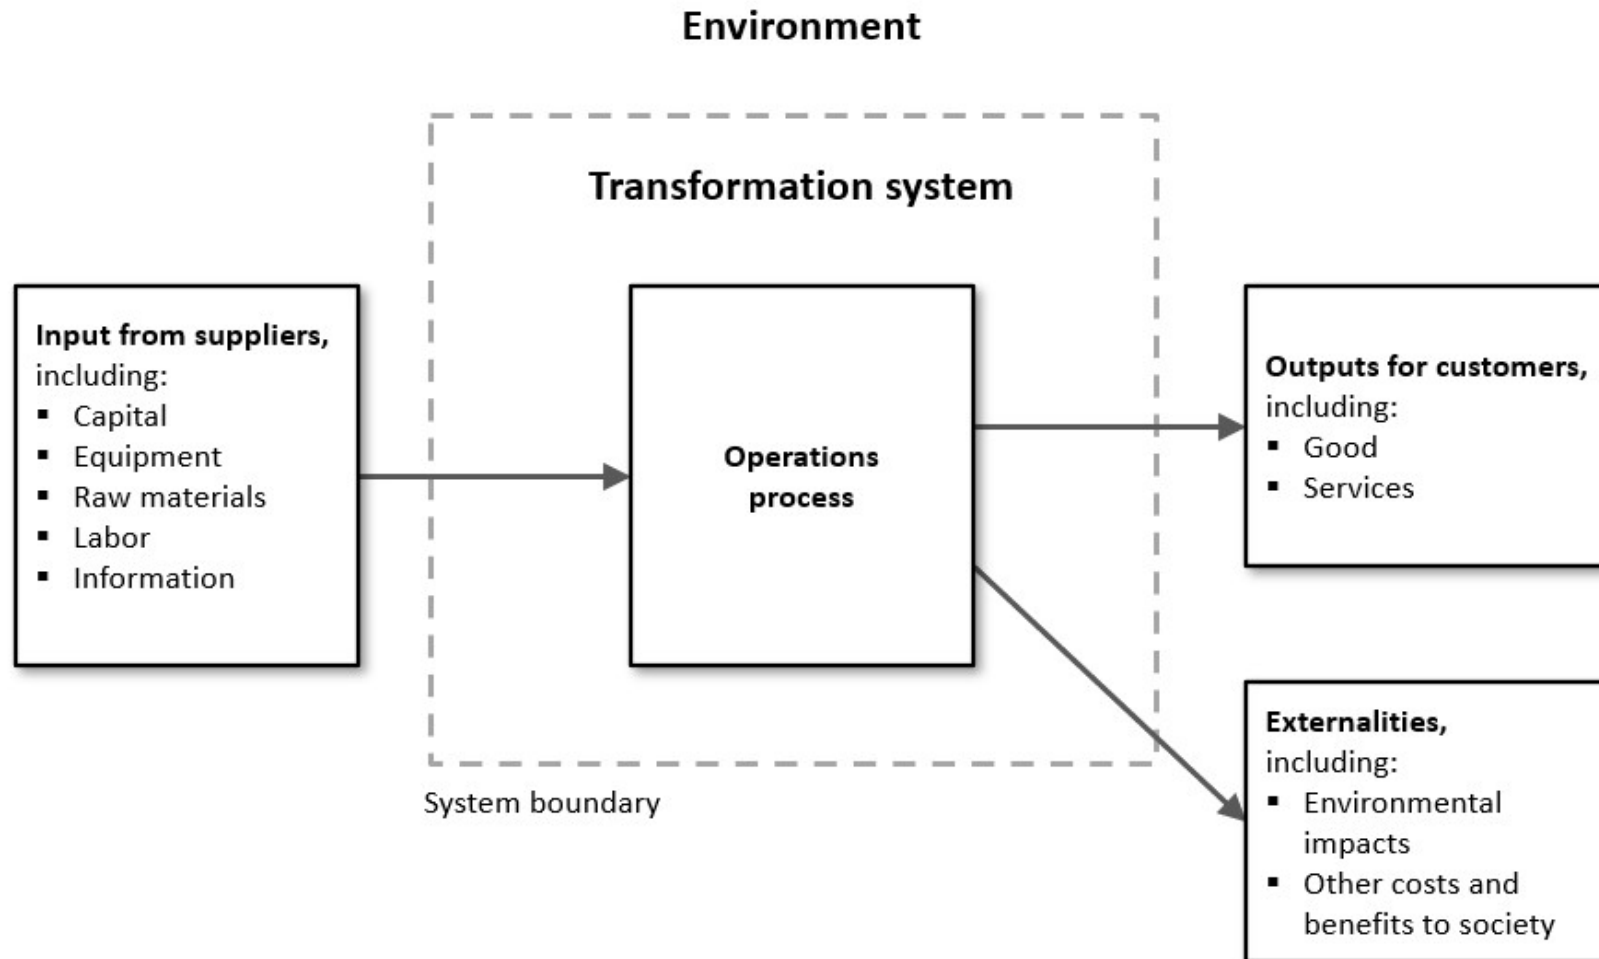 Environment
Transformation system
Input from suppliers,
including:
▪ Capital
▪ Equipment
▪ Raw materials
▪ Labor
▪ Information
Operations
process
Outputs for customers,
including:
▪ Good
▪ Services
System boundary
Externalities,
including:
▪ Environmental
impacts
▪ Other costs and
benefits to society